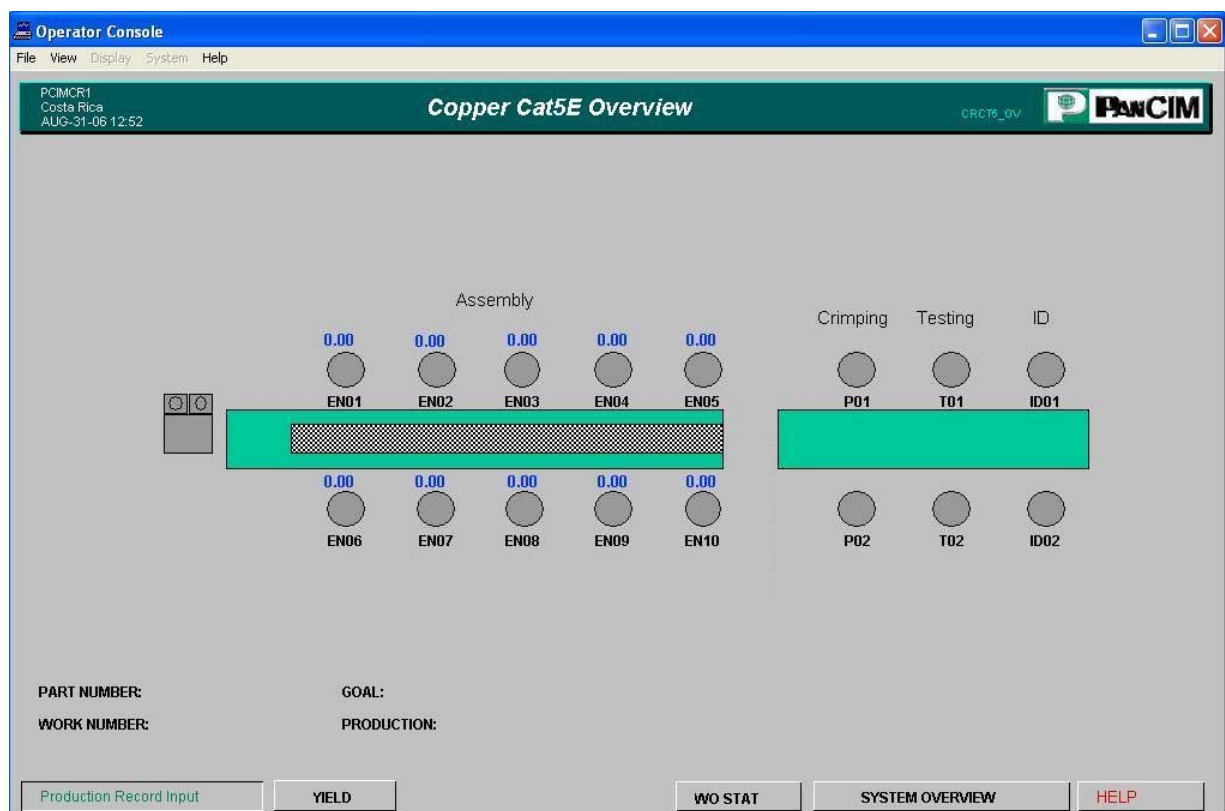 Operator Console
File View Display System Help
PCIMCR1
Costa Rica
AUG-31-06 12:52
Copper Cat5E Overview
CRCT5_OV
P PANCIM
Assembly
Crimping Testing ID
0.00 0.00 0.00 0.00 0.00
EN01 EN02 EN03 EN04 EN05 P01 T01 ID01
0.00 0.00 0.00 0.00 0.00
EN06 EN07 EN08 EN09 EN10 P02 T02 ID02
PART NUMBER: GOAL:
WORK NUMBER: PRODUCTION:
Production Record Input YIELD WO STAT SYSTEM OVERVIEW HELP